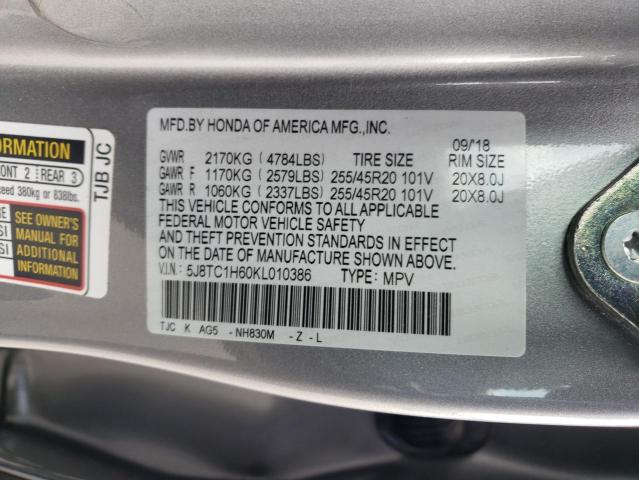 ORMATION
ONT 2 REAR 3
ceed 380kg or 838lbs.
RE
SI
SI
SEE OWNER'S
MANUAL FOR
ADDITIONAL
INFORMATION
TJB JC
MFD.BY HONDA OF AMERICA MFG.,INC.
09/'18
GVWR 2170KG (4784LBS) TIRE SIZE RIM SIZE
GAWR F 1170KG (2579LBS) 255/45R20 101V 20X8.0J
GAWR R 1060KG (2337LBS) 255/45R20 101V 20X8.0J
THIS VEHICLE CONFORMS TO ALL APPLICABLE
FEDERAL MOTOR VEHICLE SAFETY
AND THEFT PREVENTION STANDARDS IN EFFECT
ON THE DATE OF MANUFACTURE SHOWN ABOVE.
V.I.N.: 5J8TC1H60KL010386 TYPE: MPV
TJC K AG5 -NH830M -Z -L